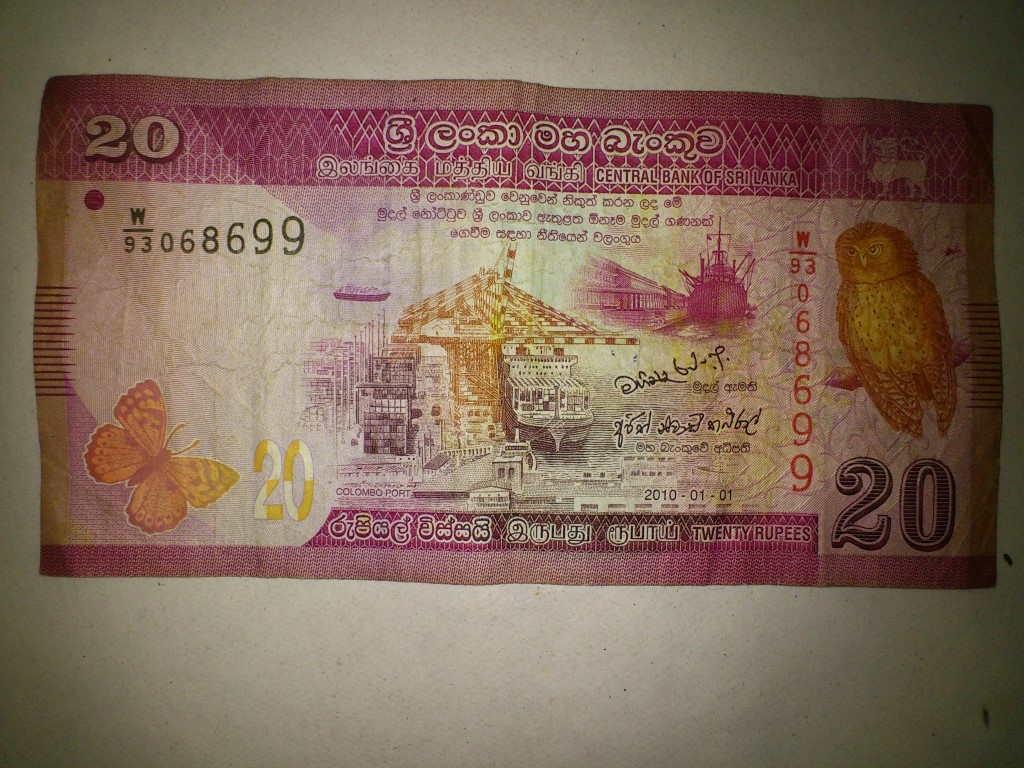 20
ශ්‍රී ලංකා මහ බැංකුව
இலங்கை மத்திய வங்கி CENTRAL BANK OF SRI LANKA
ශ්‍රී ලංකාණ්ඩුව වෙනුවෙන් නිකුත් කරන ලද මේ
මුදල් නෝට්ටුව ශ්‍රී ලංකාව ඇතුළත ඕනෑම මුදල් ගණනක්
ගෙවීම සඳහා නීතියෙන් වලංගුය
W/93 068699
W/93 068699
මුදල් ඇමති
මහ බැංකුවේ අධිපති
20
COLOMBO PORT
2010 - 01 - 01
20
රුපියල් විස්සයි இருபது ரூபாய் TWENTY RUPEES